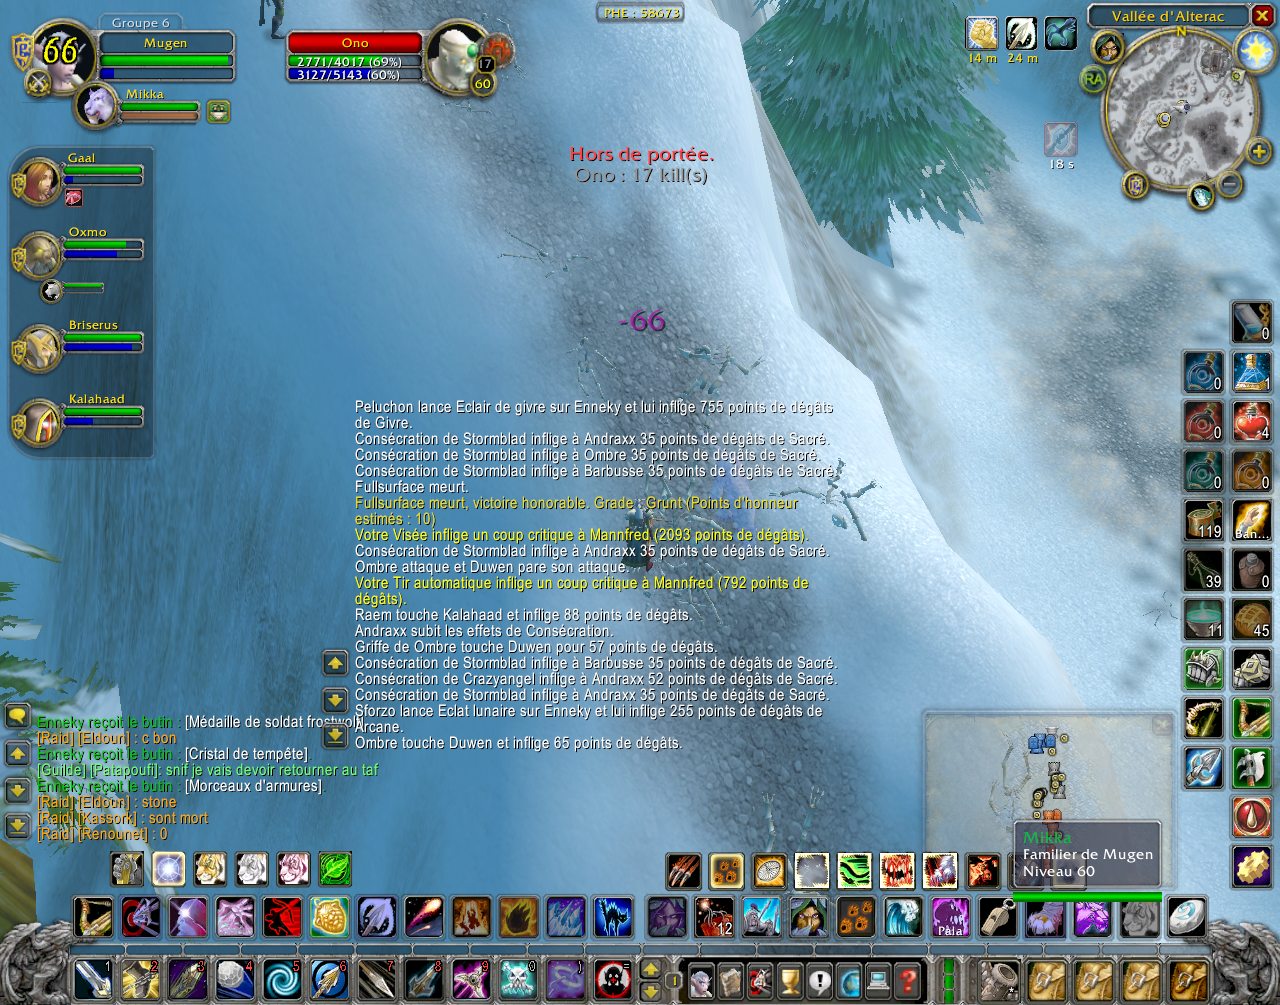 PHE : 58673
Groupe 6
Mugen
66
Ono
2771/4017 (69%)
3127/5143 (60%)
17
60
Mikka
Vallée d'Alterac
N
RA
14 m
24 m
18 s
Gaal
Oxmo
Briserus
Kalahaad
Hors de portée.
Ono : 17 kill(s)
-66
Peluchon lance Eclair de givre sur Enneky et lui inflige 755 points de dégâts
de Givre.
Consécration de Stormblad inflige à Andraxx 35 points de dégâts de Sacré.
Consécration de Stormblad inflige à Ombre 35 points de dégâts de Sacré.
Consécration de Stormblad inflige à Barbusse 35 points de dégâts de Sacré.
Fullsurface meurt.
Fullsurface meurt, victoire honorable. Grade : Grunt (Points d'honneur
estimés : 10)
Votre Visée inflige un coup critique à Mannfred (2093 points de dégâts).
Consécration de Stormblad inflige à Andraxx 35 points de dégâts de Sacré.
Ombre attaque et Duwen pare son attaque.
Votre Tir automatique inflige un coup critique à Mannfred (792 points de
dégâts).
Raem touche Kalahaad et inflige 88 points de dégâts.
Andraxx subit les effets de Consécration.
Griffe de Ombre touche Duwen pour 57 points de dégâts.
Consécration de Stormblad inflige à Barbusse 35 points de dégâts de Sacré.
Consécration de Crazyangel inflige à Andraxx 52 points de dégâts de Sacré.
Consécration de Stormblad inflige à Andraxx 35 points de dégâts de Sacré.
Sforzo lance Eclat lunaire sur Enneky et lui inflige 255 points de dégâts de
Arcane.
Ombre touche Duwen et inflige 65 points de dégâts.
Enneky reçoit le butin : [Médaille de soldat frostwolf]
[Raid] [Eldoun] : c bon
Enneky reçoit le butin : [Cristal de tempête].
[Guilde] [Patapoufi]: snif je vais devoir retourner au taf
Enneky reçoit le butin : [Morceaux d'armures].
[Raid] [Eldoun] : stone
[Raid] [Kassork] : sont mort
[Raid] [Renounet] : 0
0
0 1
0 4
0 0
119 Ban...
39 0
11 45
Mikka
Familier de Mugen
Niveau 60
12
Pala
1 2 3 4 5 6 7 8 9 0 ) =
1